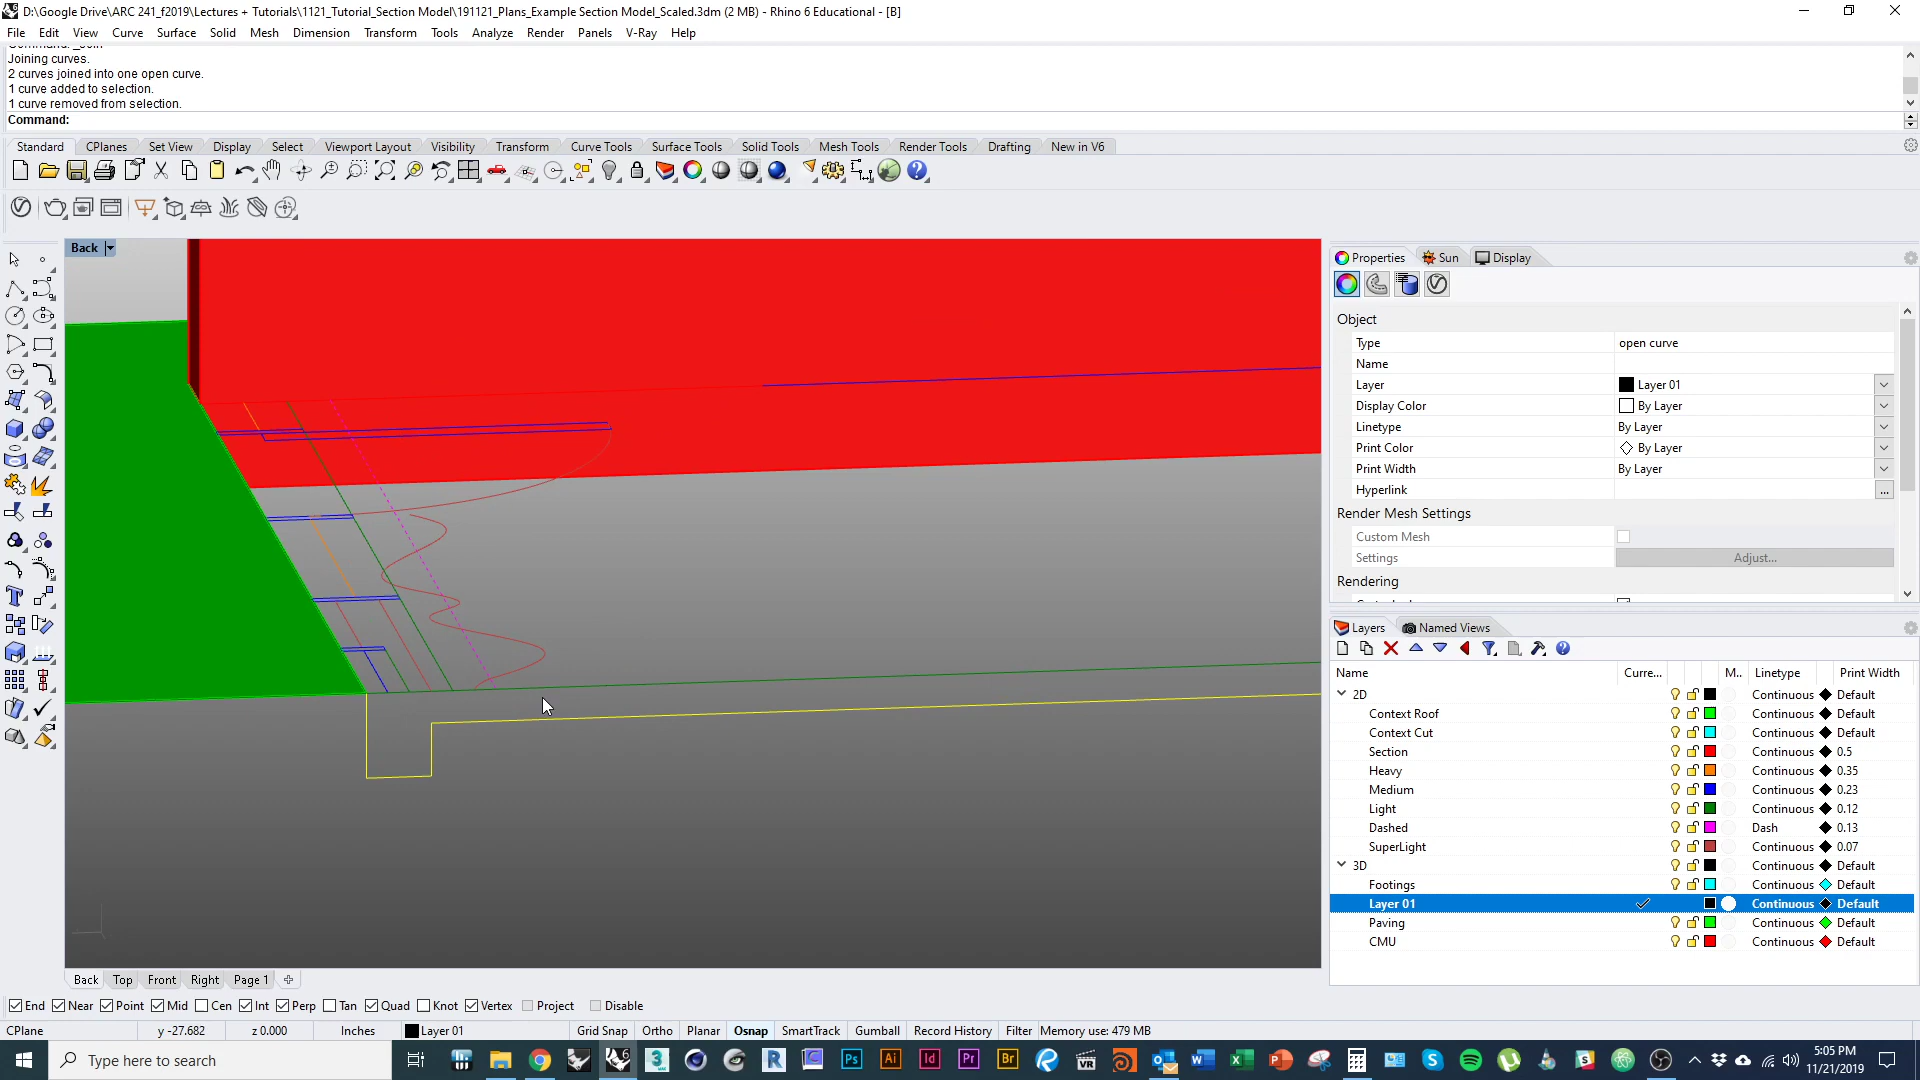 D:\Google Drive\ARC 241_f2019\Lectures + Tutorials\1121_Tutorial_Section Model\191121_Plans_Example Section Model_Scaled.3dm (2 MB) - Rhino 6 Educational - [B]
File Edit View Curve Surface Solid Mesh Dimension Transform Tools Analyze Render Panels V-Ray Help
Joining curves.
2 curves joined into one open curve.
1 curve added to selection.
1 curve removed from selection.
Command:
Standard CPlanes Set View Display Select Viewport Layout Visibility Transform Curve Tools Surface Tools Solid Tools Mesh Tools Render Tools Drafting New in V6
Back
Properties Sun Display
Object
Type open curve
Name
Layer Layer 01
Display Color By Layer
Linetype By Layer
Print Color By Layer
Print Width By Layer
Hyperlink ...
Render Mesh Settings
Custom Mesh
Settings Adjust...
Rendering
Layers Named Views
Name Curre... M.. Linetype Print Width
2D Continuous Default
Context Roof Continuous Default
Context Cut Continuous Default
Section Continuous 0.5
Heavy Continuous 0.35
Medium Continuous 0.23
Light Continuous 0.12
Dashed Dash 0.13
SuperLight Continuous 0.07
3D Continuous Default
Footings Continuous Default
Layer 01 Continuous Default
Paving Continuous Default
CMU Continuous Default
Back Top Front Right Page 1
End Near Point Mid Cen Int Perp Tan Quad Knot Vertex Project Disable
CPlane y -27.682 z 0.000 Inches Layer 01 Grid Snap Ortho Planar Osnap SmartTrack Gumball Record History Filter Memory use: 479 MB
Type here to search
Ps Ai Id Pr Br
5:05 PM
11/21/2019